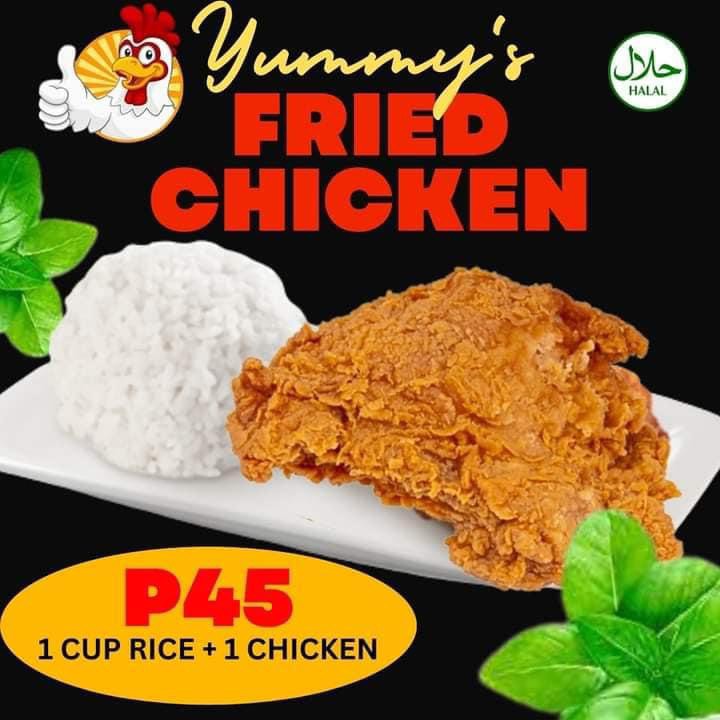 Yummy's
FRIED
CHICKEN
حلال
HALAL
P45
1 CUP RICE + 1 CHICKEN